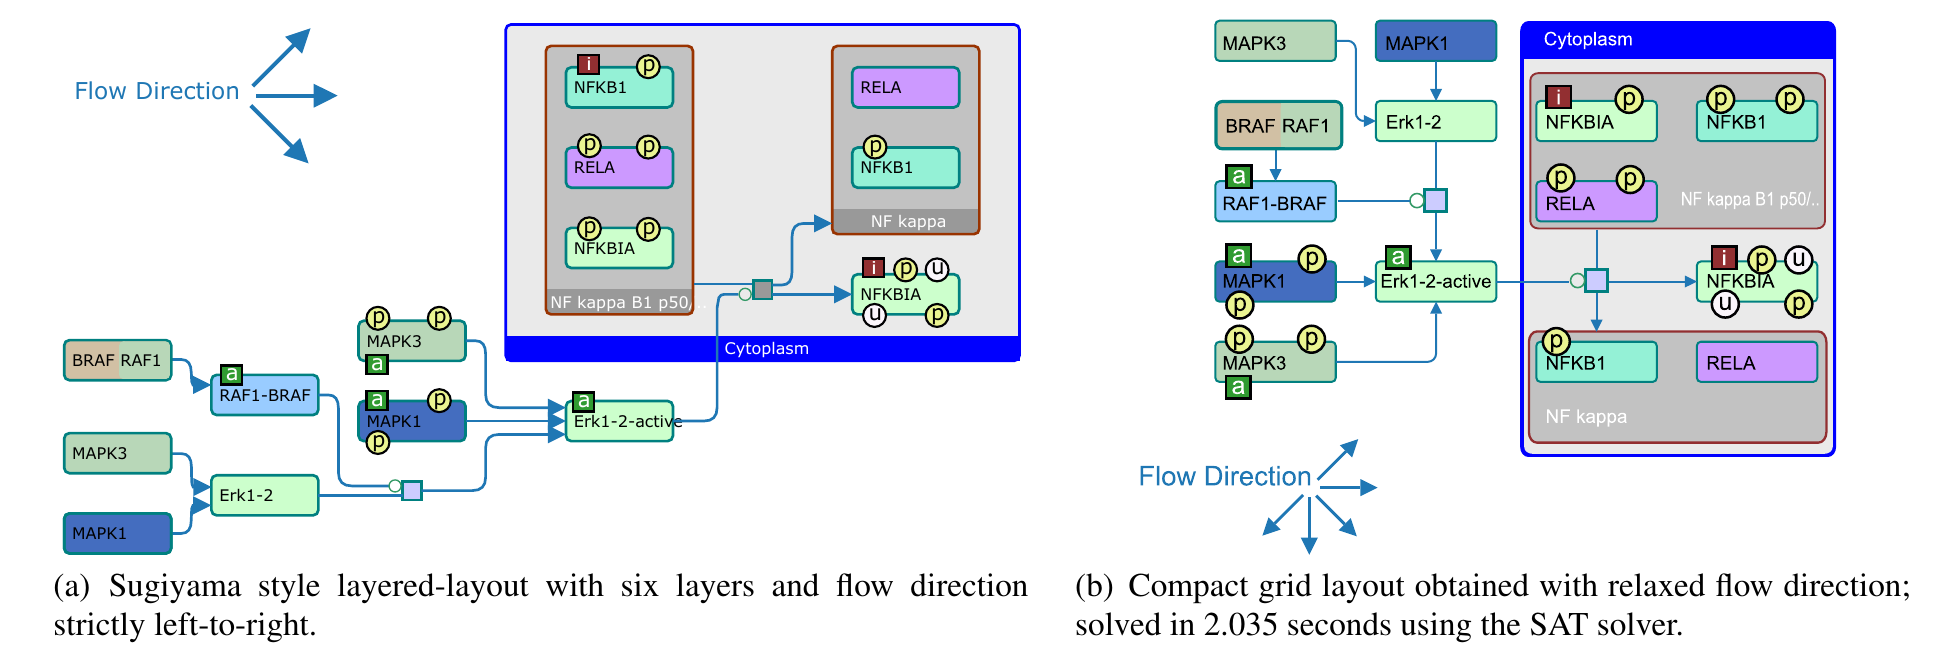 Flow Direction
i
p
NFKB1
p
p
RELA
p
p
NFKBIA
NF kappa B1 p50/..
RELA
p
NFKB1
NF kappa
i
p
u
NFKBIA
u
p
Cytoplasm
p
p
MAPK3
a
BRAF RAF1
a
RAF1-BRAF
a
p
MAPK1
p
a
Erk1-2-active
MAPK3
Erk1-2
MAPK1
(a) Sugiyama style layered-layout with six layers and flow direction
strictly left-to-right.
MAPK3
MAPK1
Cytoplasm
BRAF RAF1
Erk1-2
i
p
NFKBIA
p
p
NFKB1
a
RAF1-BRAF
p
p
RELA
NF kappa B1 p50/..
a
p
MAPK1
p
a
Erk1-2-active
i
p
u
NFKBIA
u
p
p
p
MAPK3
a
p
NFKB1
RELA
NF kappa
Flow Direction
(b) Compact grid layout obtained with relaxed flow direction;
solved in 2.035 seconds using the SAT solver.